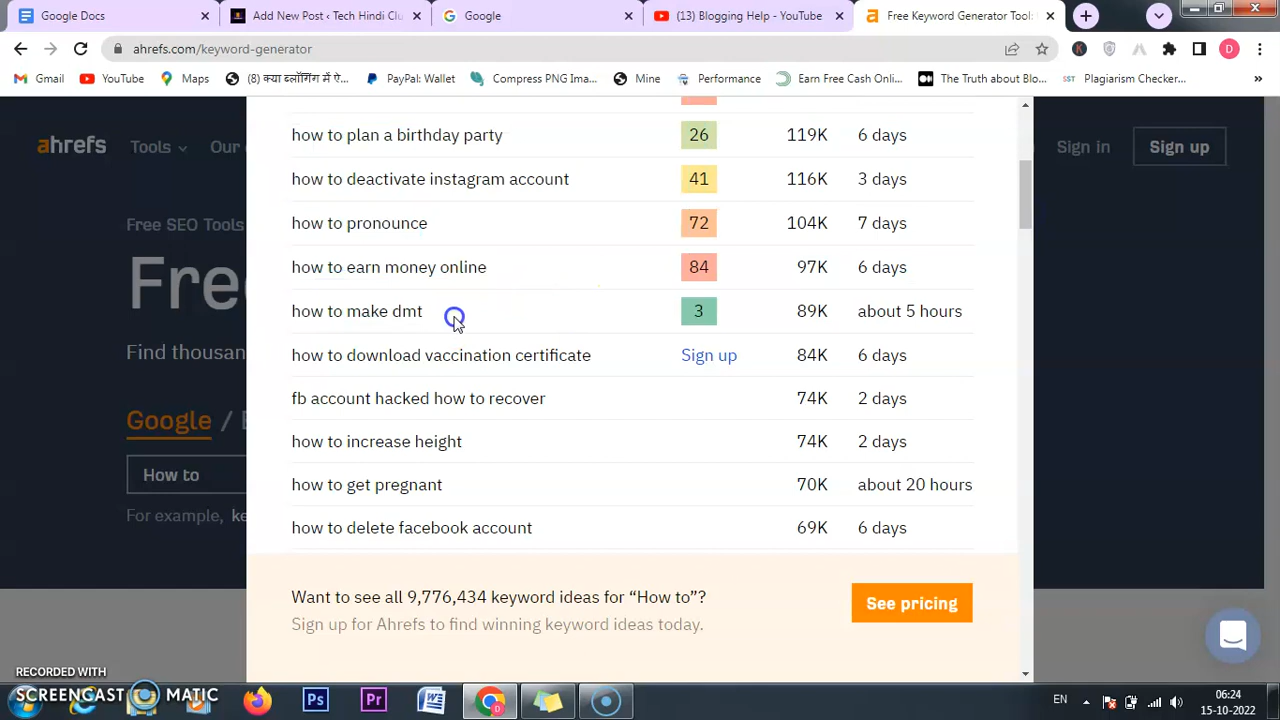 Google Docs
Add New Post ‹ Tech Hindi Clu
Google
(13) Blogging Help - YouTube
Free Keyword Generator Tool:
ahrefs.com/keyword-generator
Gmail
YouTube
Maps
(8) क्या ब्लॉगिंग में ऐ...
PayPal: Wallet
Compress PNG Ima...
Mine
Performance
Earn Free Cash Onli...
The Truth about Blo...
SST Plagiarism Checker...
»
ahrefs
Tools
Our
Sign in
Sign up
how to plan a birthday party 26 119K 6 days
how to deactivate instagram account 41 116K 3 days
how to pronounce 72 104K 7 days
how to earn money online 84 97K 6 days
how to make dmt 3 89K about 5 hours
how to download vaccination certificate Sign up 84K 6 days
fb account hacked how to recover 74K 2 days
how to increase height 74K 2 days
how to get pregnant 70K about 20 hours
how to delete facebook account 69K 6 days
Free SEO Tools
Free
Find thousan
Google /
How to
For example,
Want to see all 9,776,434 keyword ideas for “How to”?
Sign up for Ahrefs to find winning keyword ideas today.
See pricing
RECORDED WITH
SCREENCAST MATIC
Ps
Pr
EN
06:24
15-10-2022